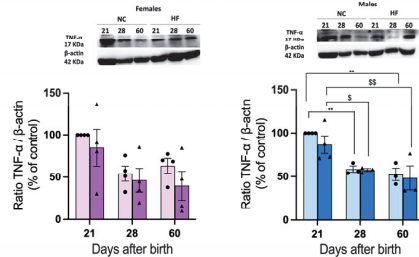 Females
NC HF
21 28 60 21 28 60
TNF-α
17 KDa
β-actin
42 KDa
Ratio TNF-α / β-actin
(% of control)
150
100
50
0
21 28 60
Days after birth
Males
NC HF
21 28 60 21 28 60
TNF-α
17 KDa
β-actin
42 KDa
**
$$
** $
Ratio TNF-α / β-actin
(% of control)
150
100
50
0
21 28 60
Days after birth